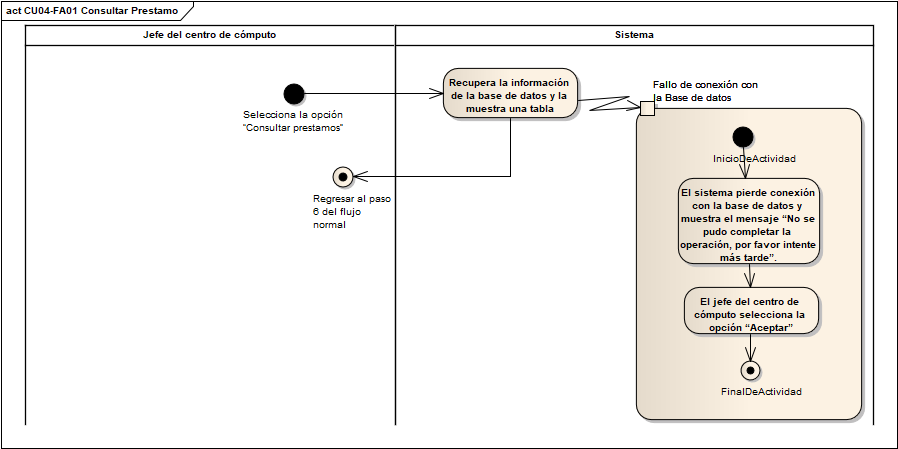 act CU04-FA01 Consultar Prestamo
Jefe del centro de cómputo
Sistema
Selecciona la opción
"Consultar prestamos"
Recupera la información
de la base de datos y la
muestra una tabla
Fallo de conexión con
la Base de datos
Regresar al paso
6 del flujo
normal
InicioDeActividad
El sistema pierde conexión
con la base de datos y
muestra el mensaje “No se
pudo completar la
operación, por favor intente
más tarde”.
El jefe del centro de
cómputo selecciona la
opción “Aceptar”
FinalDeActividad